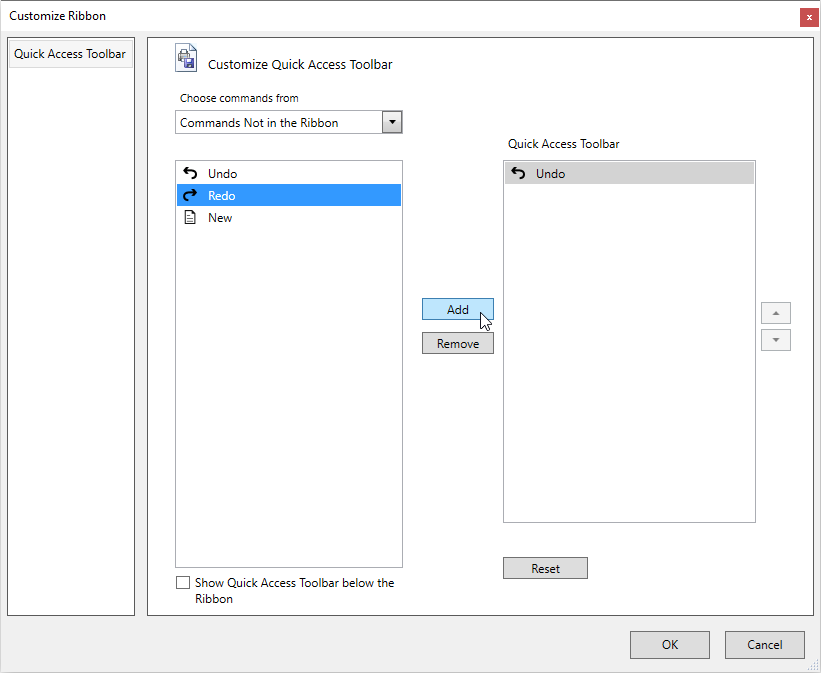 Customize Ribbon
x
Quick Access Toolbar
Customize Quick Access Toolbar
Choose commands from
Commands Not in the Ribbon
Undo
Redo
New
Add
Remove
Quick Access Toolbar
Undo
Reset
Show Quick Access Toolbar below the
Ribbon
OK
Cancel